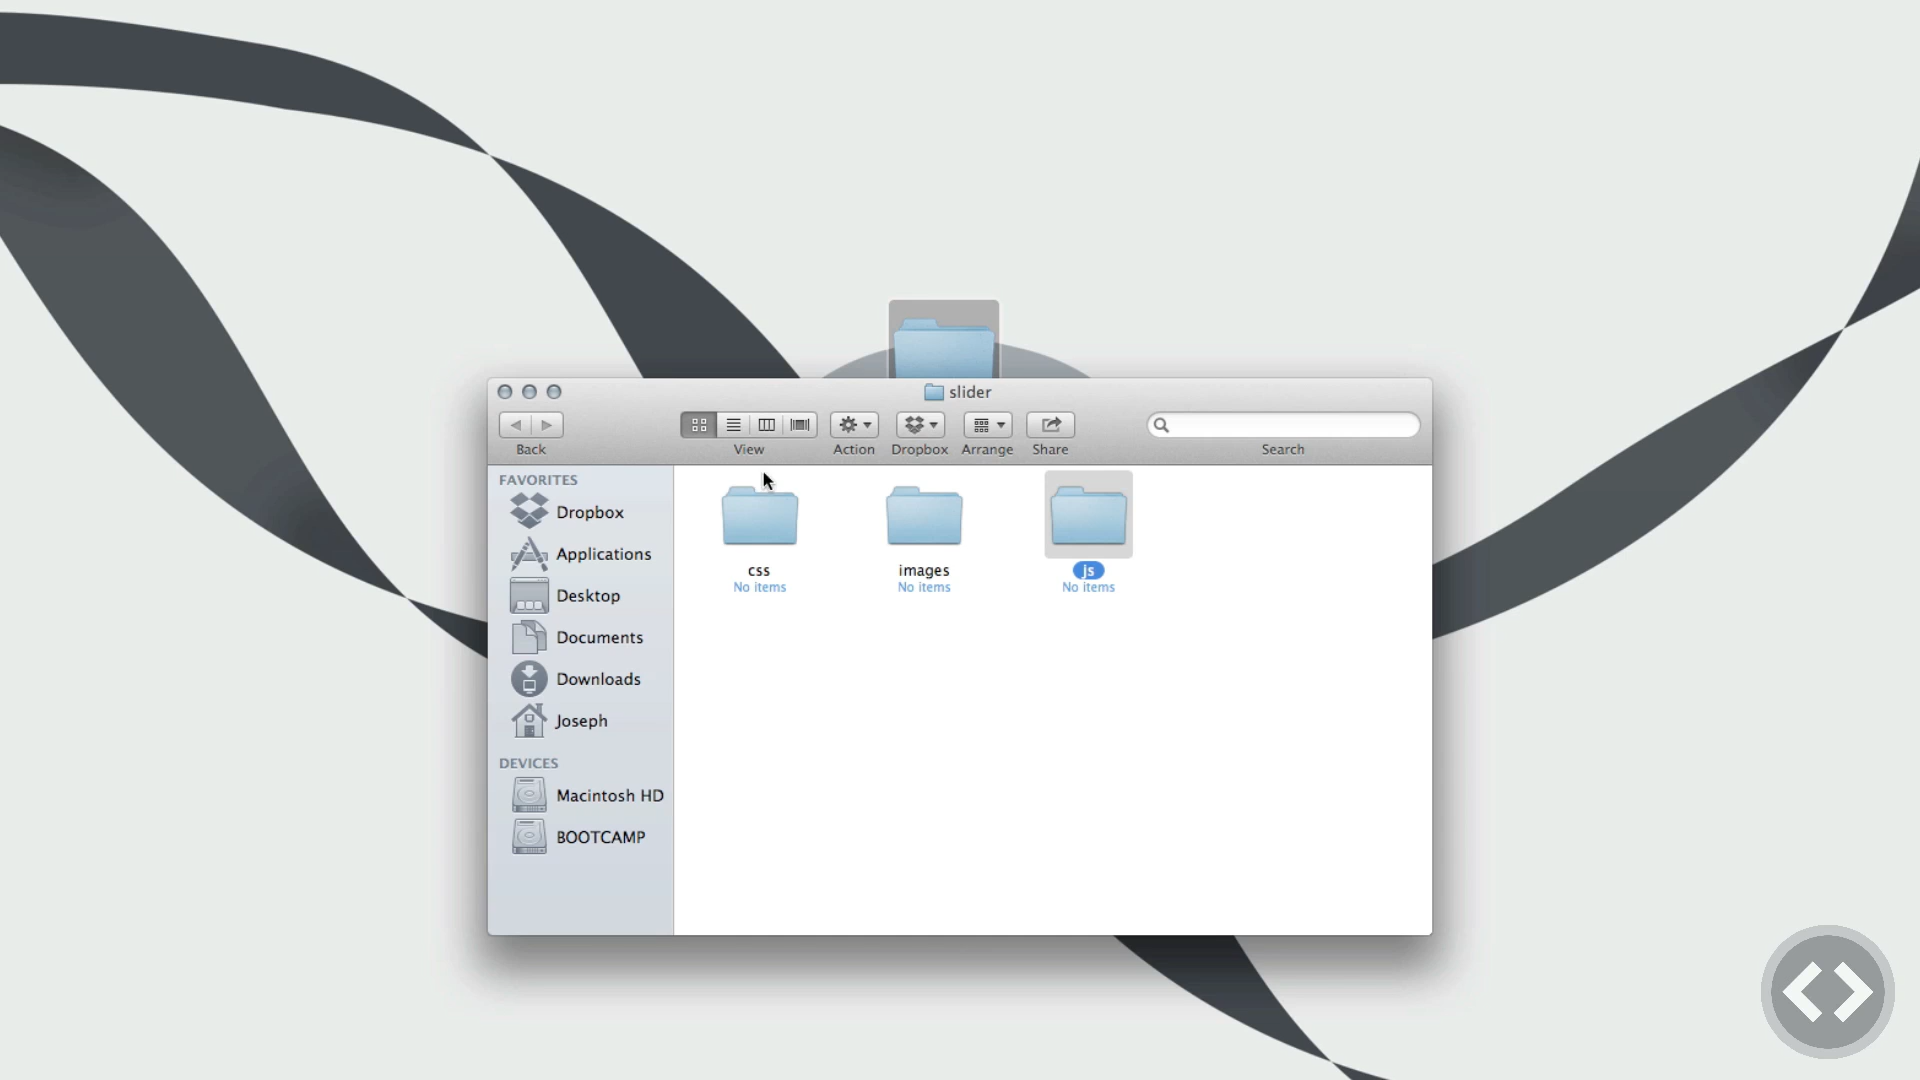 slider
Back
View
Action
Dropbox
Arrange
Share
Search
FAVORITES
Dropbox
Applications
Desktop
Documents
Downloads
Joseph
DEVICES
Macintosh HD
BOOTCAMP
css
No items
images
No items
js
No items